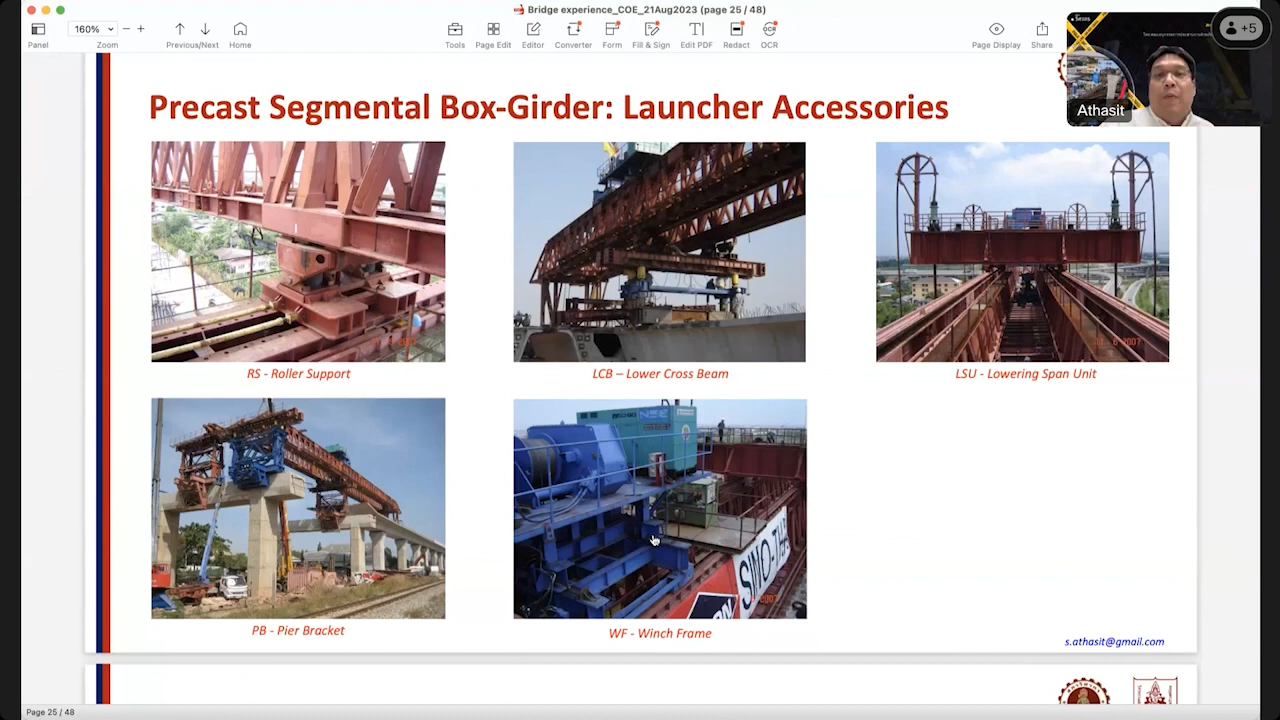 Bridge experience_COE_21Aug2023 (page 25 / 48)
160%
Panel
Zoom
Previous/Next
Home
Tools
Page Edit
Editor
Converter
Form
Fill & Sign
Edit PDF
Redact
OCR
Page Display
Share
+5
Athasit
Precast Segmental Box-Girder: Launcher Accessories
RS - Roller Support
LCB – Lower Cross Beam
LSU - Lowering Span Unit
PB - Pier Bracket
WF - Winch Frame
SINO-THA
s.athasit@gmail.com
Page 25 / 48